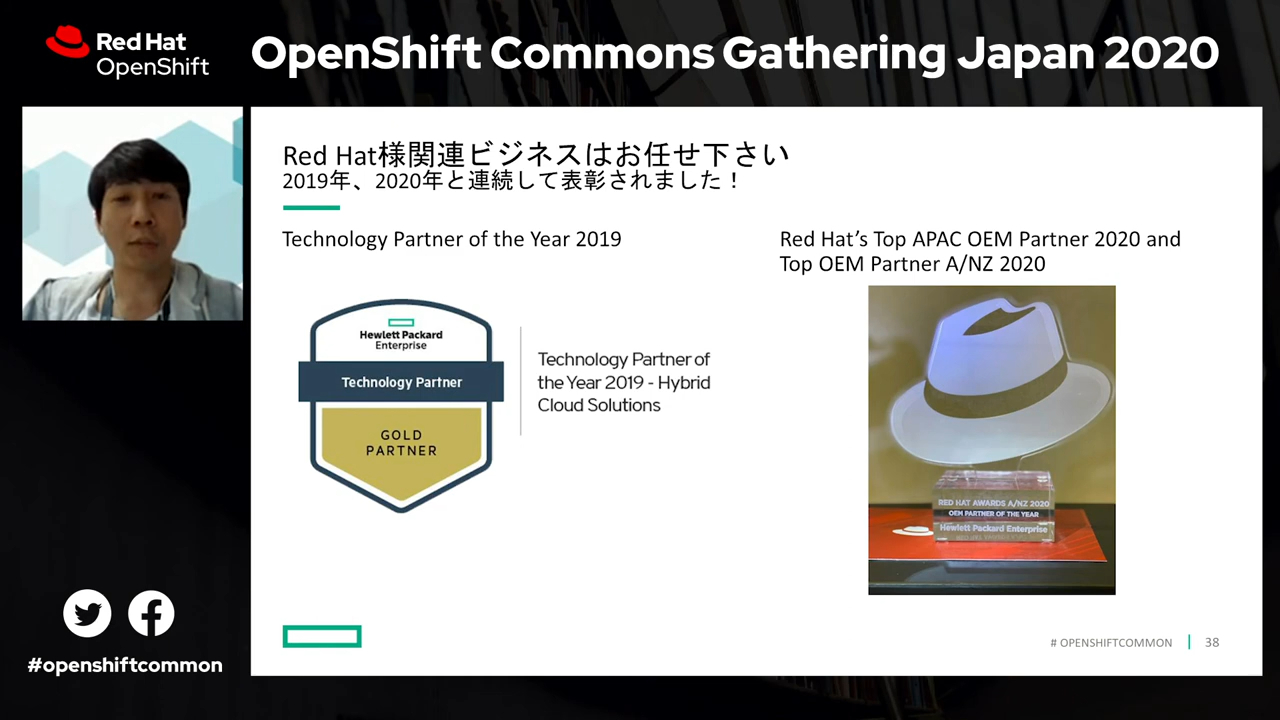 Red Hat
OpenShift
OpenShift Commons Gathering Japan 2020
Red Hat様関連ビジネスはお任せ下さい
2019年、2020年と連続して表彰されました！
Technology Partner of the Year 2019
Hewlett Packard
Enterprise
Technology Partner
GOLD
PARTNER
Technology Partner of
the Year 2019 - Hybrid
Cloud Solutions
Red Hat’s Top APAC OEM Partner 2020 and
Top OEM Partner A/NZ 2020
RED HAT AWARDS A/NZ 2020
OEM PARTNER OF THE YEAR
Hewlett Packard Enterprise
#openshiftcommon
# OPENSHIFTCOMMON
38